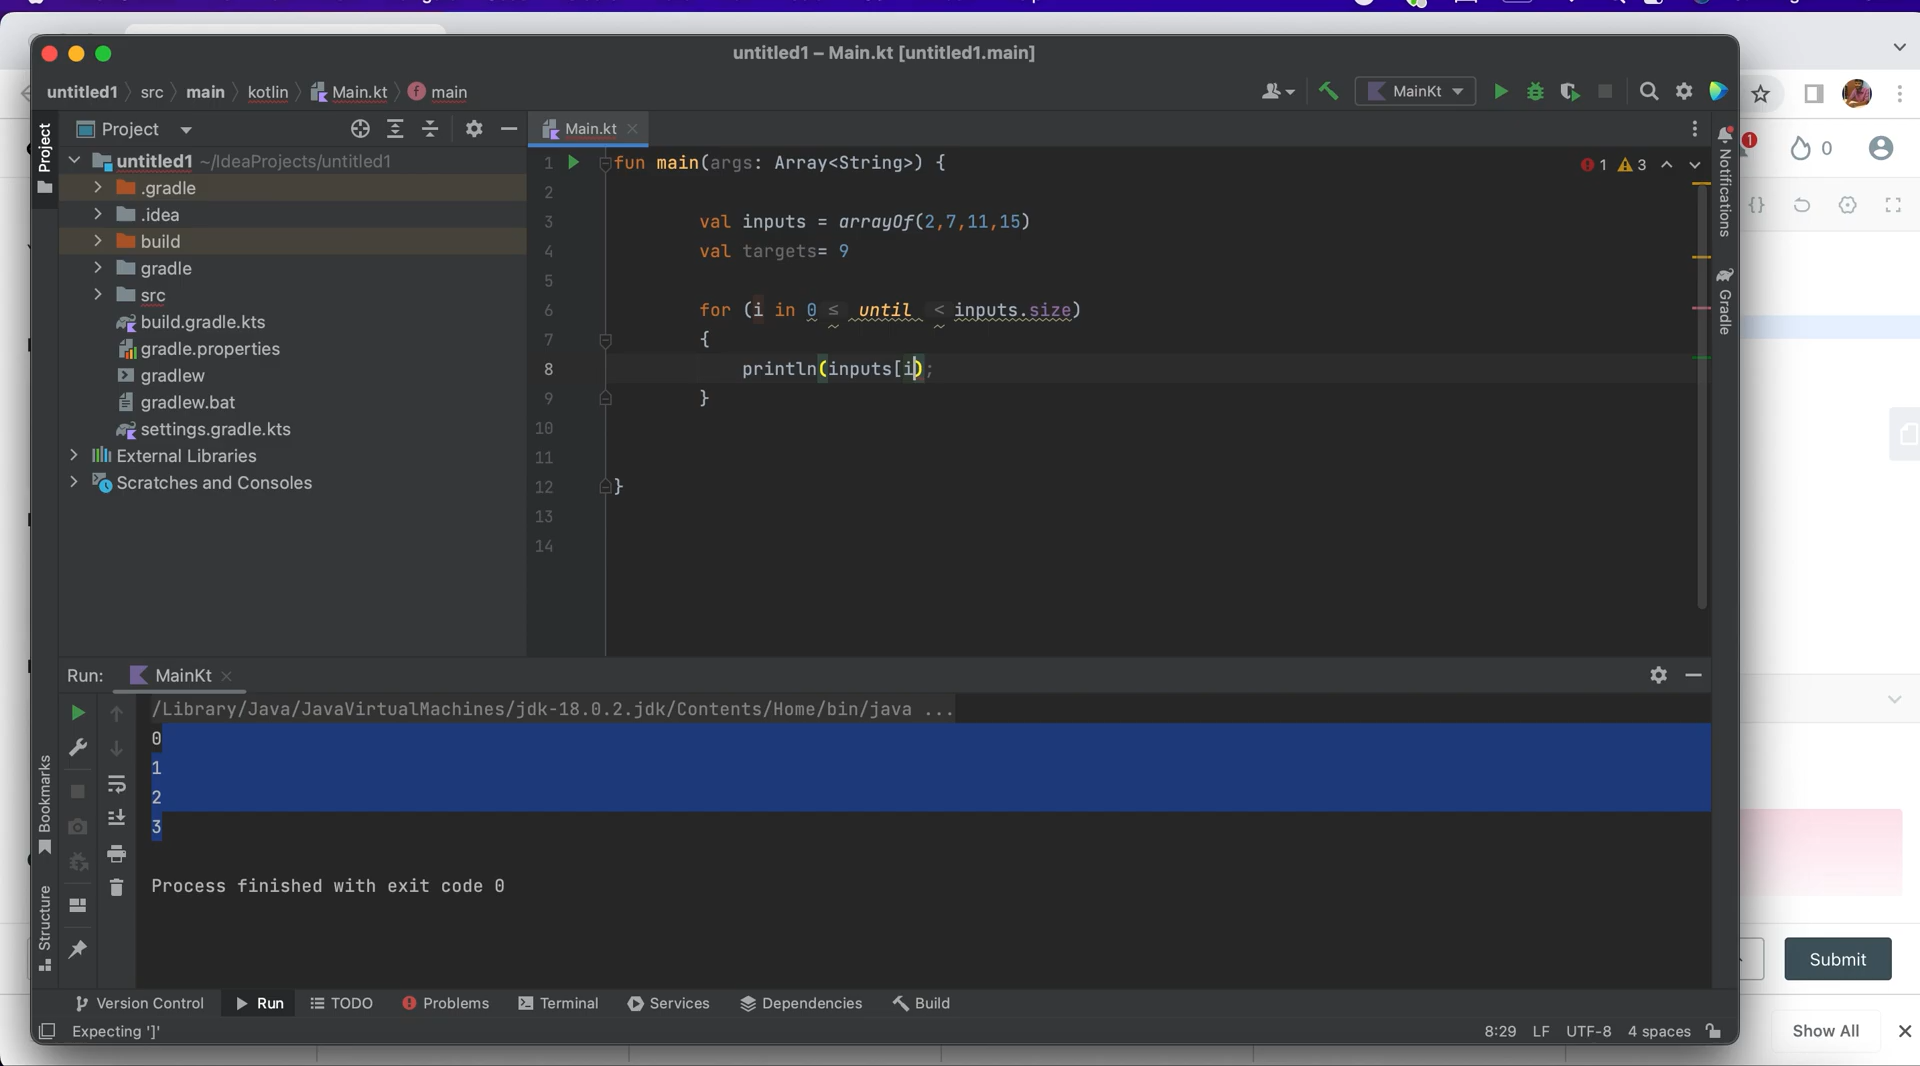 untitled1 – Main.kt [untitled1.main]
untitled1 src main kotlin Main.kt main
MainKt
Project
Main.kt
untitled1 ~/IdeaProjects/untitled1
.gradle
.idea
build
gradle
src
build.gradle.kts
gradle.properties
gradlew
gradlew.bat
settings.gradle.kts
External Libraries
Scratches and Consoles
1 fun main(args: Array<String>) {
2
3 val inputs = arrayOf(2,7,11,15)
4 val targets= 9
5
6 for (i in 0 ≤ until < inputs.size)
7 {
8 println(inputs[i);
9 }
10
11
12 }
13
14
1 3
1
0
Project
Notifications
Gradle
Bookmarks
Structure
Run: MainKt
/Library/Java/JavaVirtualMachines/jdk-18.0.2.jdk/Contents/Home/bin/java ...
0
1
2
3
Process finished with exit code 0
Submit
Version Control Run TODO Problems Terminal Services Dependencies Build
Expecting ']'
8:29 LF UTF-8 4 spaces
Show All